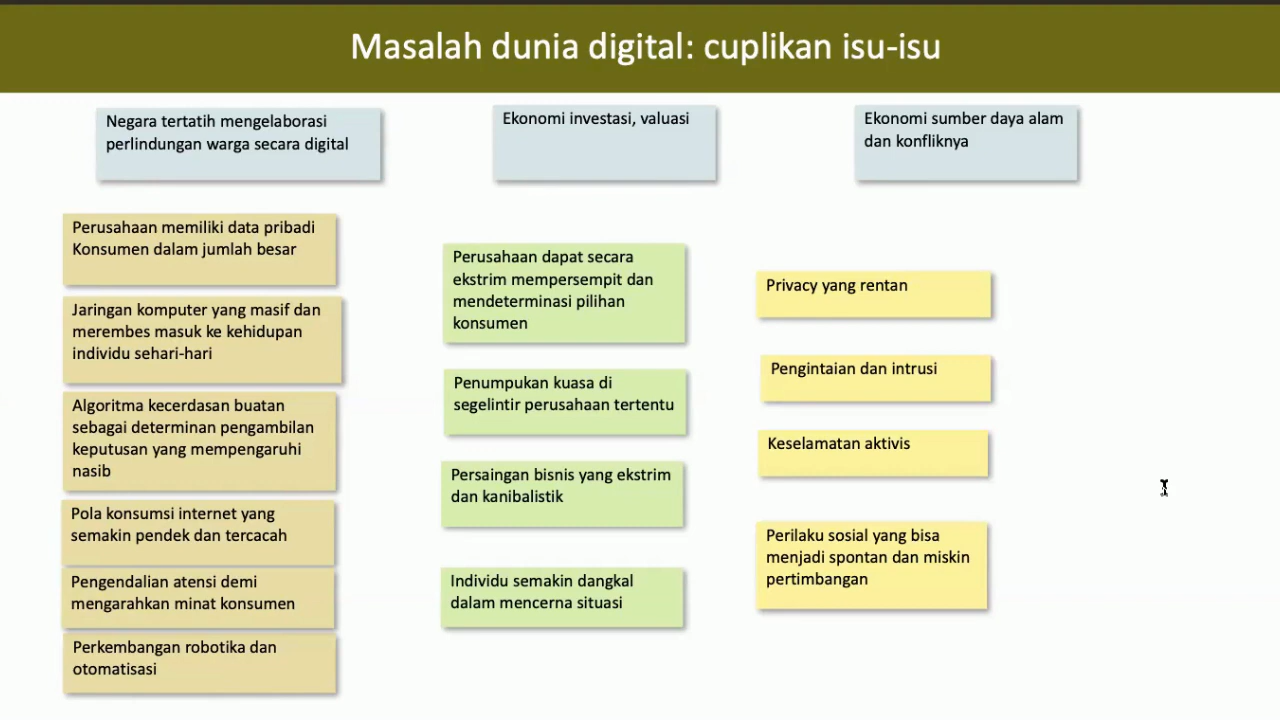 Masalah dunia digital: cuplikan isu-isu
Negara tertatih mengelaborasi
perlindungan warga secara digital
Ekonomi investasi, valuasi
Ekonomi sumber daya alam
dan konfliknya
Perusahaan memiliki data pribadi
Konsumen dalam jumlah besar
Jaringan komputer yang masif dan
merembes masuk ke kehidupan
individu sehari-hari
Algoritma kecerdasan buatan
sebagai determinan pengambilan
keputusan yang mempengaruhi
nasib
Pola konsumsi internet yang
semakin pendek dan tercacah
Pengendalian atensi demi
mengarahkan minat konsumen
Perkembangan robotika dan
otomatisasi
Perusahaan dapat secara
ekstrim mempersempit dan
mendeterminasi pilihan
konsumen
Penumpukan kuasa di
segelintir perusahaan tertentu
Persaingan bisnis yang ekstrim
dan kanibalistik
Individu semakin dangkal
dalam mencerna situasi
Privacy yang rentan
Pengintaian dan intrusi
Keselamatan aktivis
Perilaku sosial yang bisa
menjadi spontan dan miskin
pertimbangan